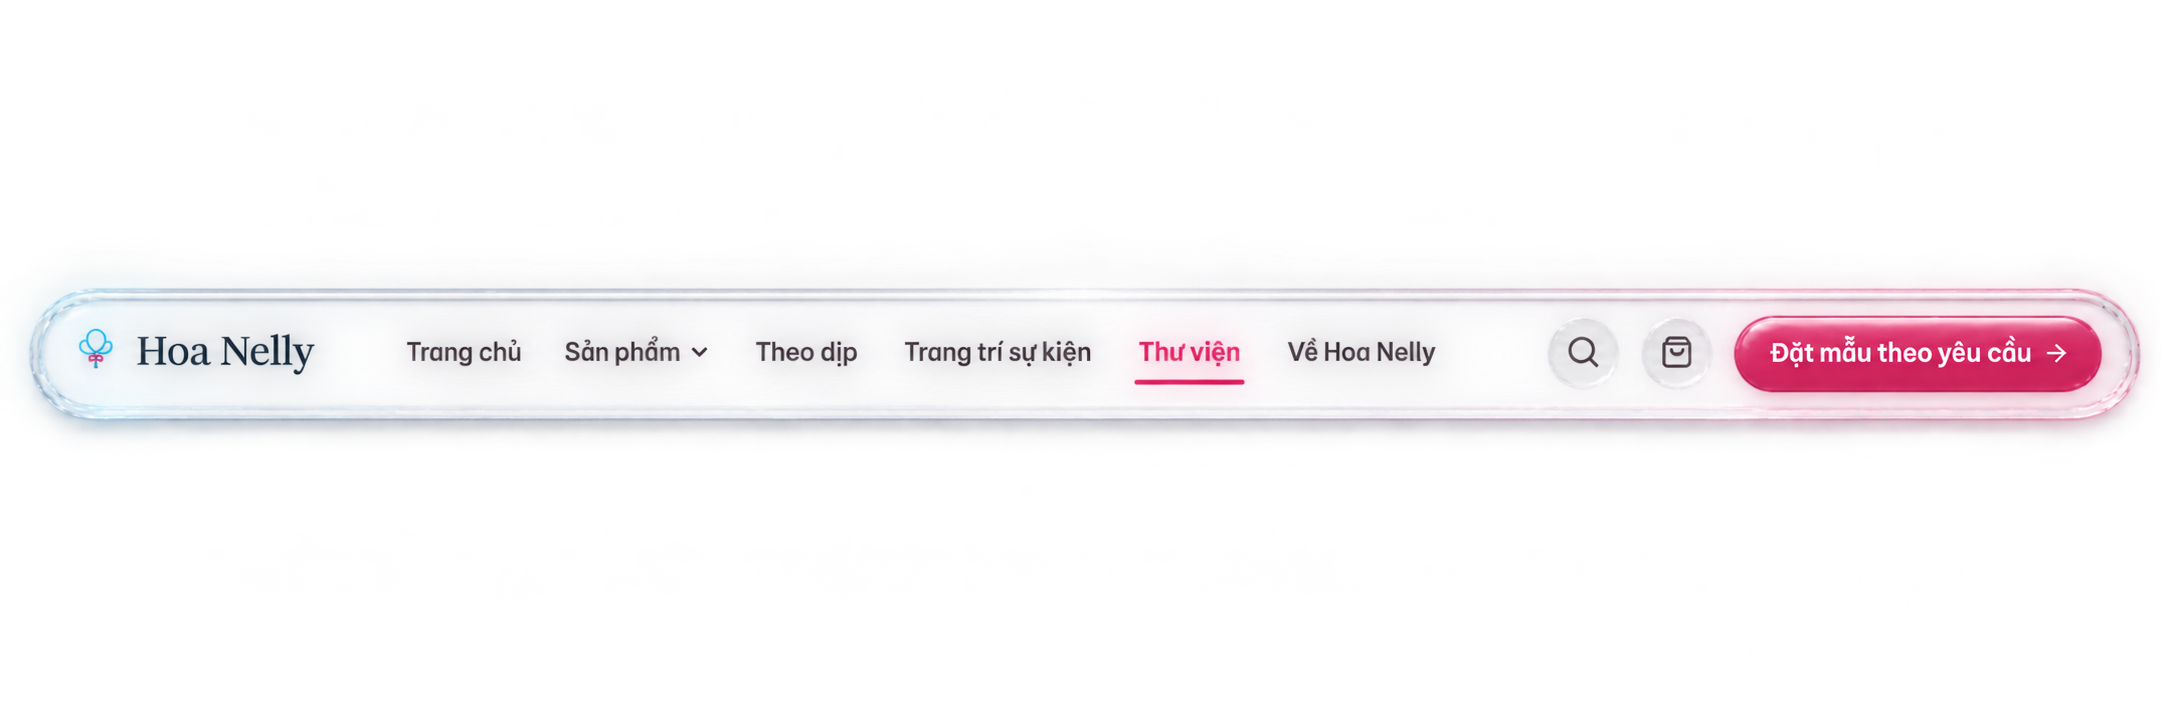 Hoa Nelly
Trang chủ
Sản phẩm
Theo dịp
Trang trí sự kiện
Thư viện
Về Hoa Nelly
Đặt mẫu theo yêu cầu →